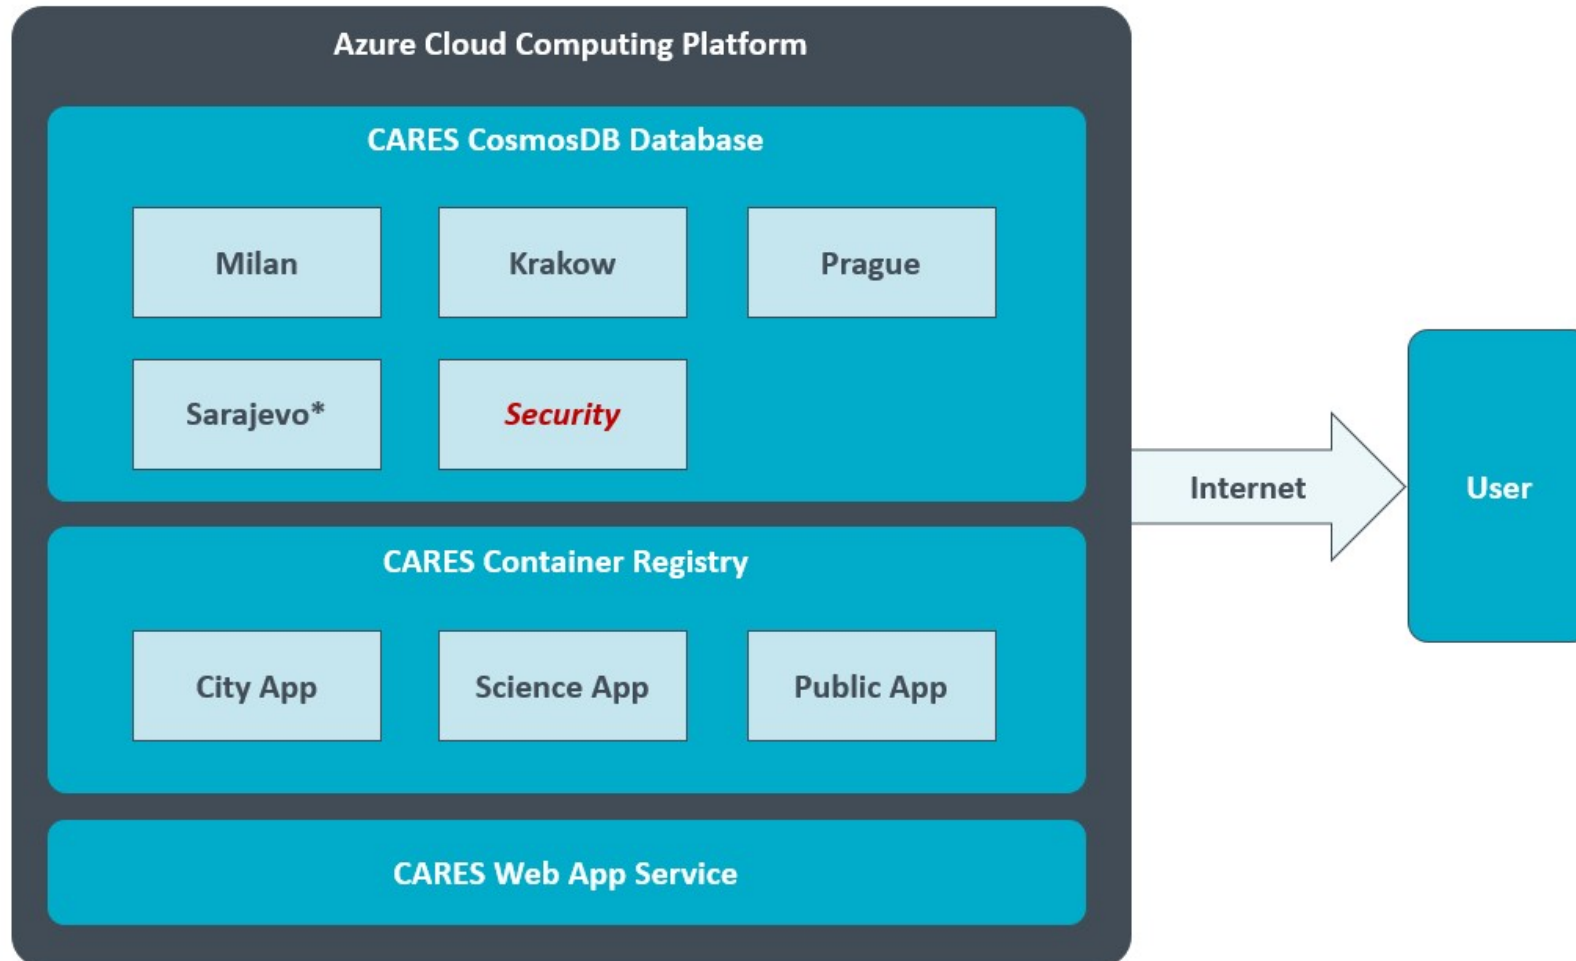 Azure Cloud Computing Platform
CARES CosmosDB Database
Milan
Krakow
Prague
Sarajevo*
Security
CARES Container Registry
City App
Science App
Public App
CARES Web App Service
Internet
User